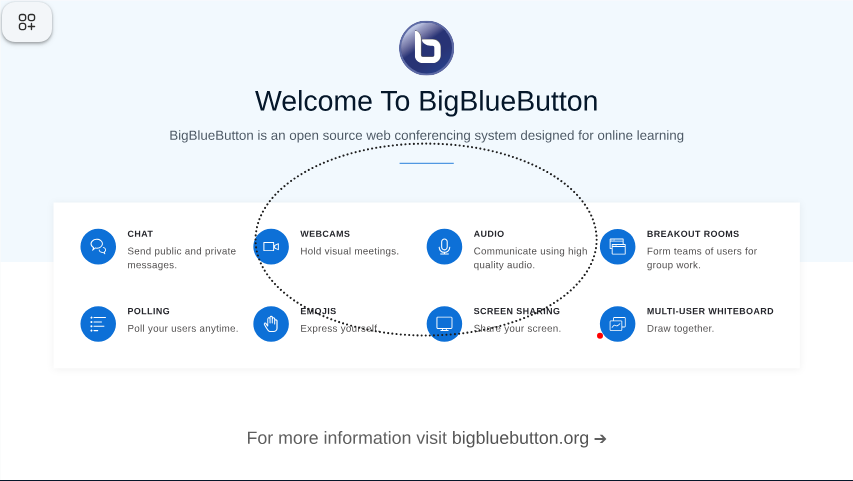 Welcome To BigBlueButton
BigBlueButton is an open source web conferencing system designed for online learning
CHAT
Send public and private
messages.
WEBCAMS
Hold visual meetings.
AUDIO
Communicate using high
quality audio.
BREAKOUT ROOMS
Form teams of users for
group work.
POLLING
Poll your users anytime.
EMOJIS
Express yourself.
SCREEN SHARING
Share your screen.
MULTI-USER WHITEBOARD
Draw together.
For more information visit bigbluebutton.org ➔